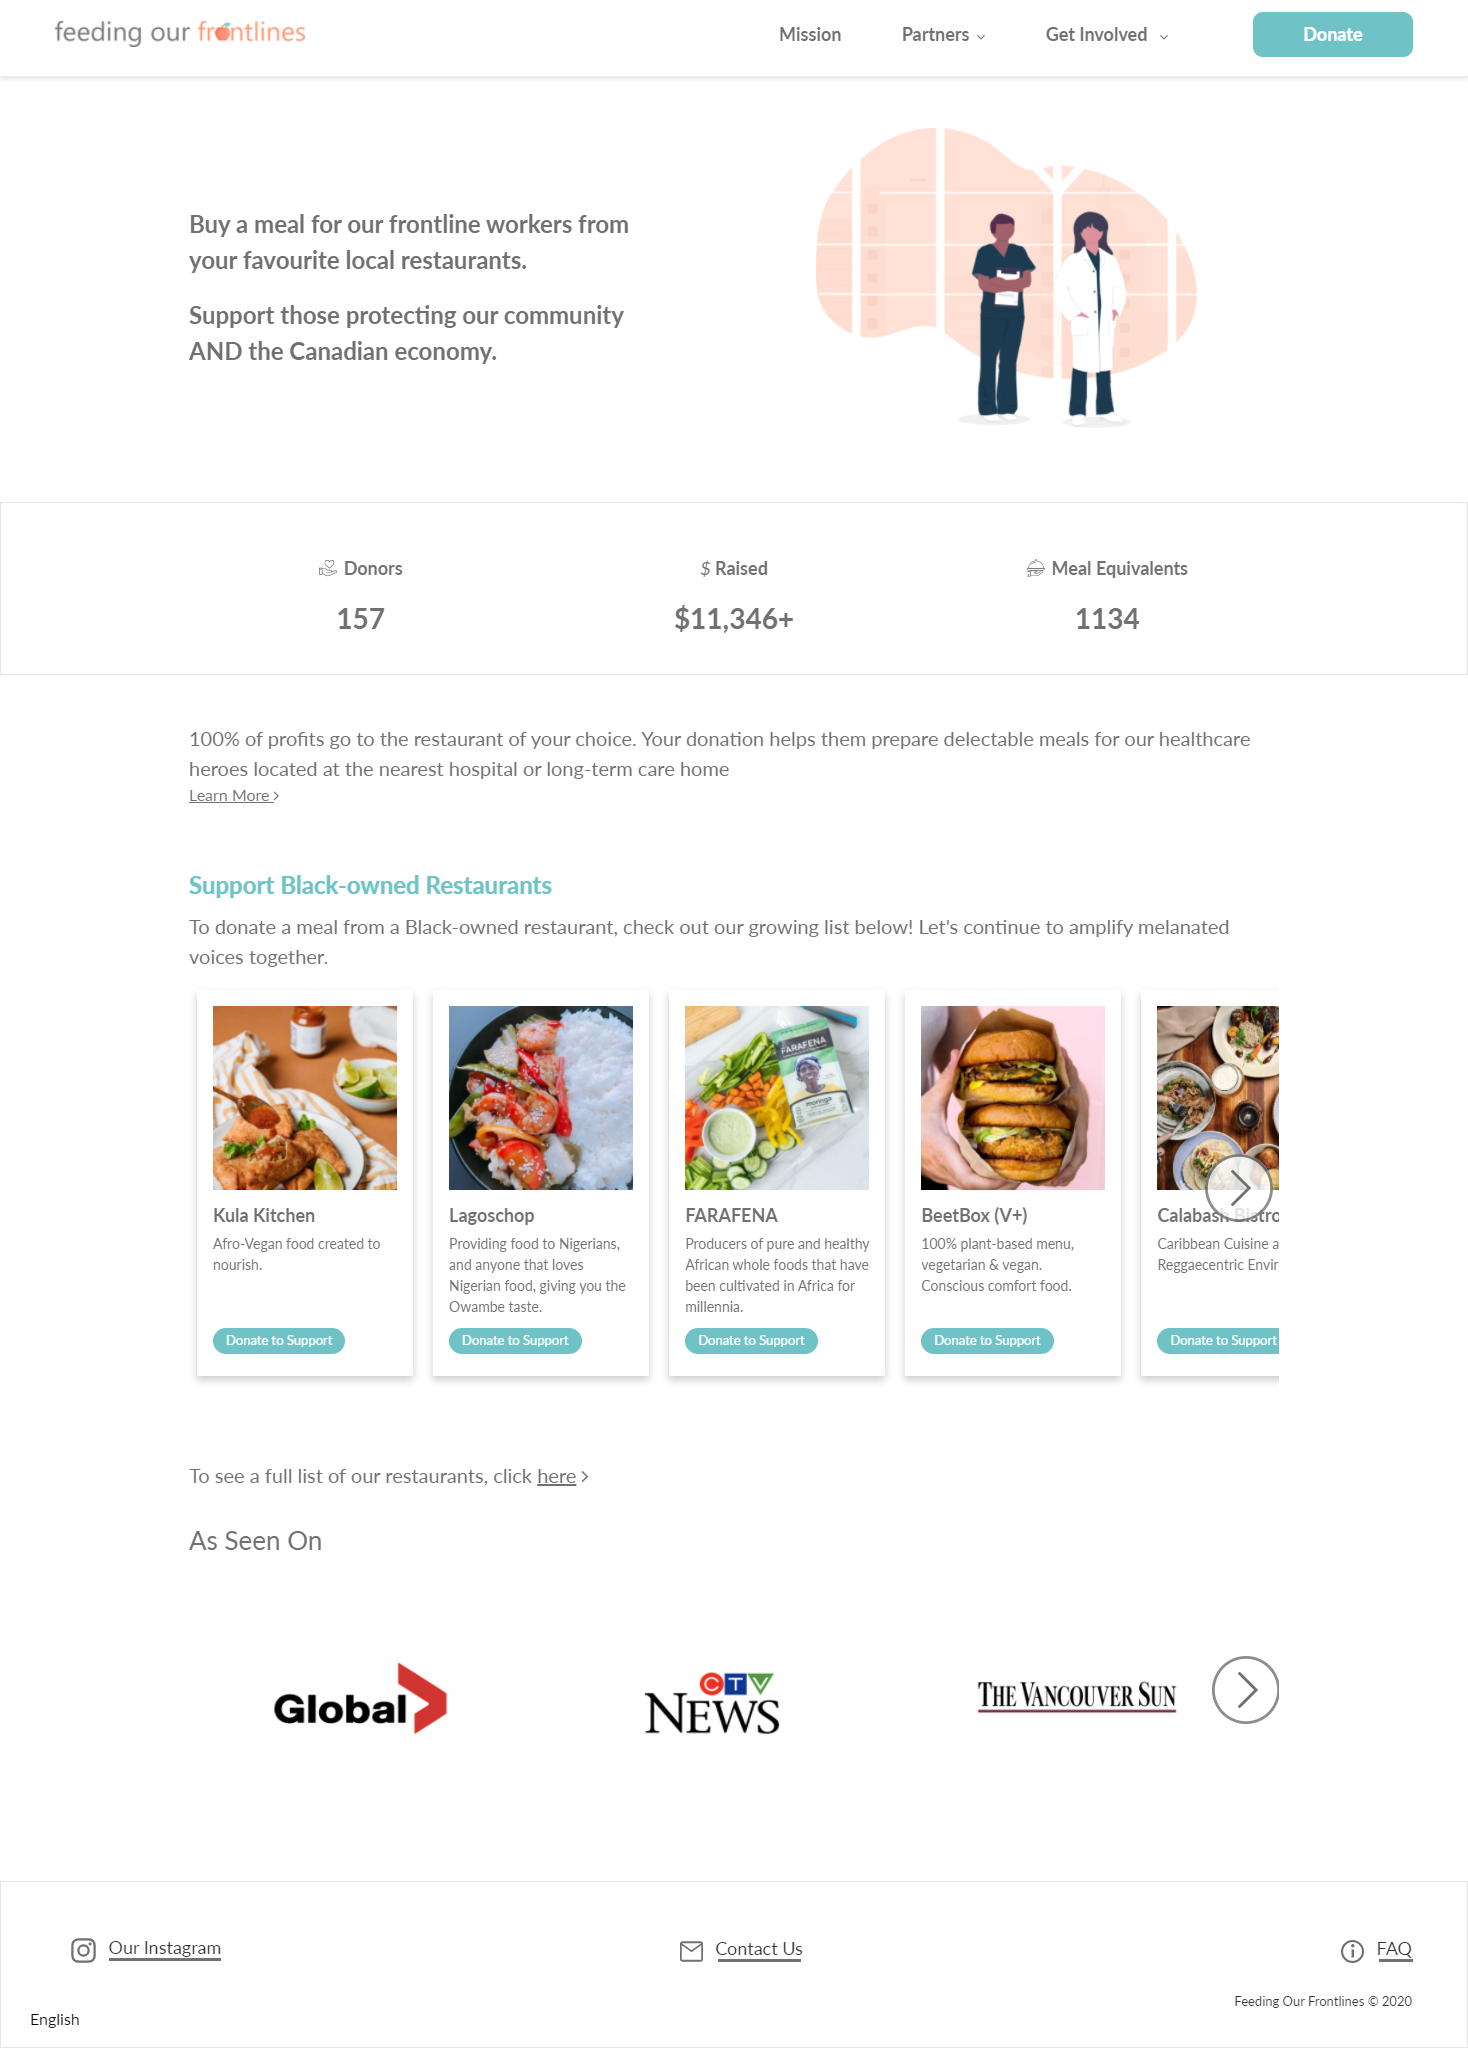 feeding our frontlines
Mission
Partners
Get Involved
Donate
Buy a meal for our frontline workers from
your favourite local restaurants.
Support those protecting our community
AND the Canadian economy.
Donors
157
$ Raised
$11,346+
Meal Equivalents
1134
100% of profits go to the restaurant of your choice. Your donation helps them prepare delectable meals for our healthcare
heroes located at the nearest hospital or long-term care home
Learn More
Support Black-owned Restaurants
To donate a meal from a Black-owned restaurant, check out our growing list below! Let's continue to amplify melanated
voices together.
Kula Kitchen
Afro-Vegan food created to
nourish.
Donate to Support
Lagoschop
Providing food to Nigerians,
and anyone that loves
Nigerian food, giving you the
Owambe taste.
Donate to Support
FARAFENA
moringa
FARAFENA
Producers of pure and healthy
African whole foods that have
been cultivated in Africa for
millennia.
Donate to Support
BeetBox (V+)
100% plant-based menu,
vegetarian & vegan.
Conscious comfort food.
Donate to Support
Calabash Bistro
Caribbean Cuisine a
Reggaecentric Envir
Donate to Support
To see a full list of our restaurants, click here
As Seen On
Global
CTV
NEWS
THE VANCOUVER SUN
Our Instagram
Contact Us
FAQ
Feeding Our Frontlines © 2020
English